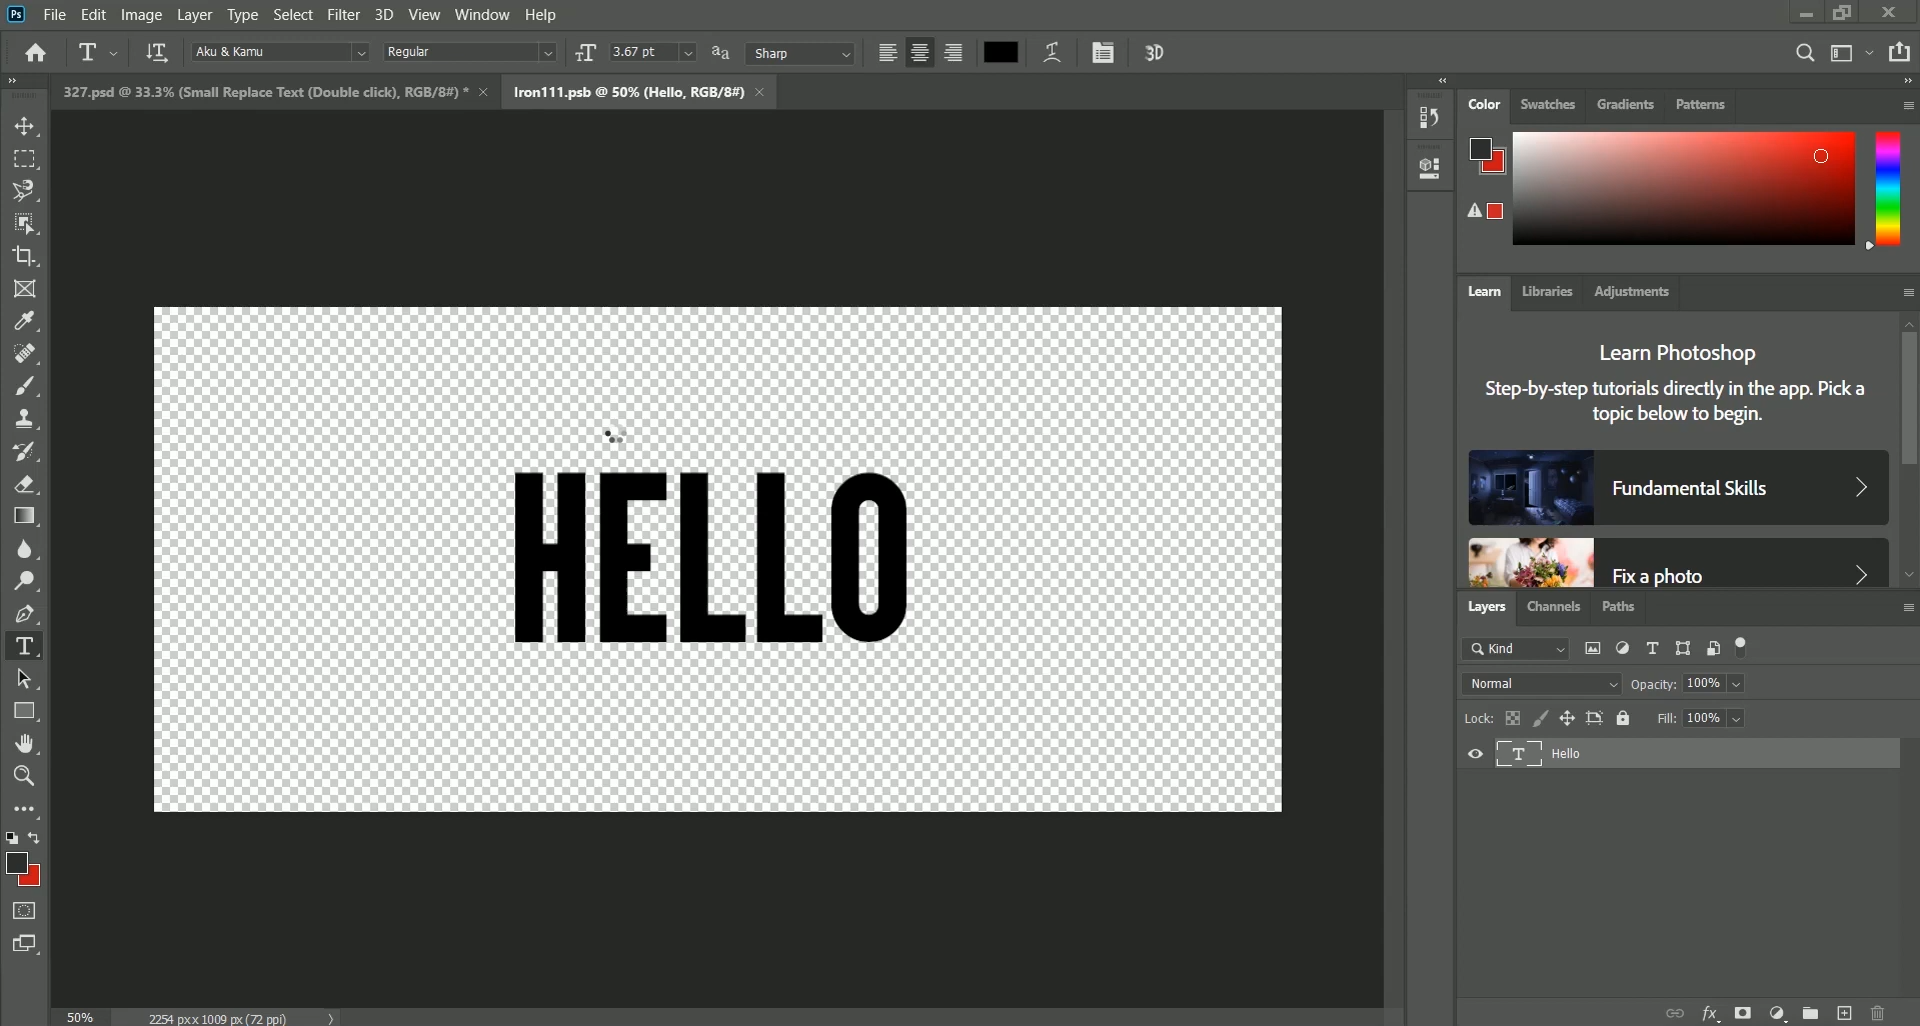 Ps File Edit Image Layer Type Select Filter 3D View Window Help
T Aku & Kamu Regular 3.67 pt aa Sharp 3D
327.psd @ 33.3% (Small Replace Text (Double click), RGB/8#) * Iron111.psb @ 50% (Hello, RGB/8#)
Color Swatches Gradients Patterns
Learn Libraries Adjustments
Learn Photoshop
Step-by-step tutorials directly in the app. Pick a
topic below to begin.
Fundamental Skills
Fix a photo
HELLO
Layers Channels Paths
Kind
Normal Opacity: 100%
Lock: Fill: 100%
T Hello
fx
50% 2254 px x 1009 px (72 ppi)